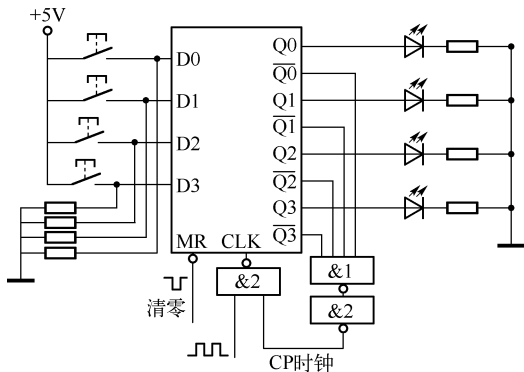 +5V
D0
D1
D2
D3
Q0
Q0
Q1
Q1
Q2
Q2
Q3
Q3
MR CLK
&2
&1
&2
清零
CP时钟